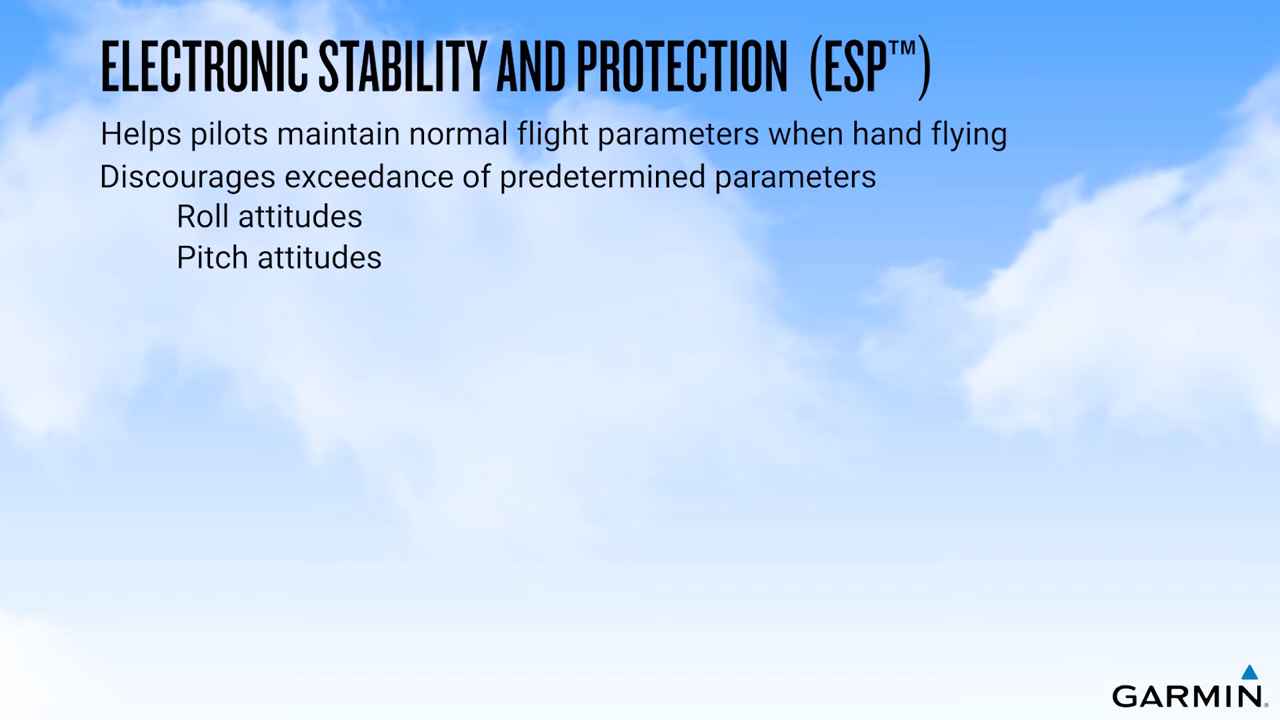 ELECTRONIC STABILITY AND PROTECTION (ESP™)
Helps pilots maintain normal flight parameters when hand flying
Discourages exceedance of predetermined parameters
Roll attitudes
Pitch attitudes
GARMIN®